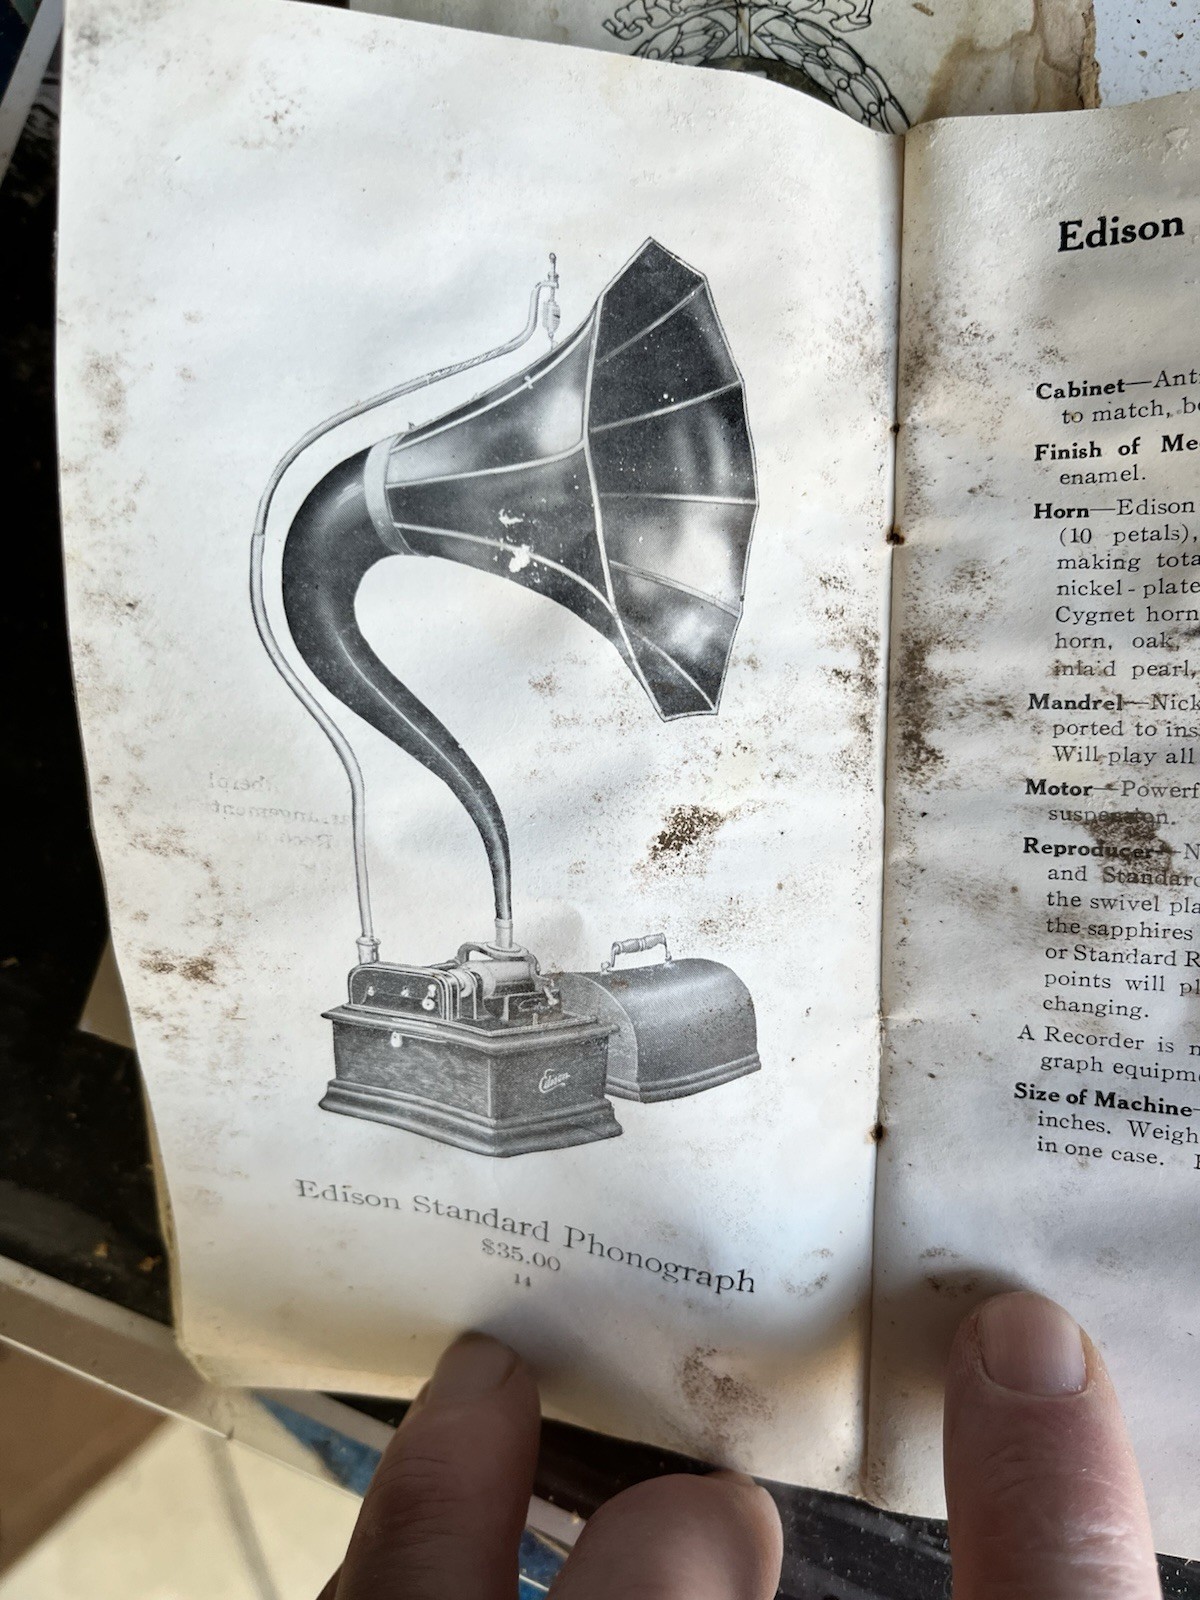 Edison
Edison Standard Phonograph
$35.00
14
Edison
Cabinet—Ant
to match, b
Finish of Me
enamel.
Horn—Edison
(10 petals),
making tota
nickel-plate
Cygnet horn
horn, oak,
inlaid pearl,
Mandrel—Nick
ported to ins
Will play all
Motor—Powerf
suspension.
Reproducer—N
and Standard
the swivel pla
the sapphires
or Standard R
points will pl
changing.
A Recorder is n
graph equipm
Size of Machine—
inches. Weigh
in one case.